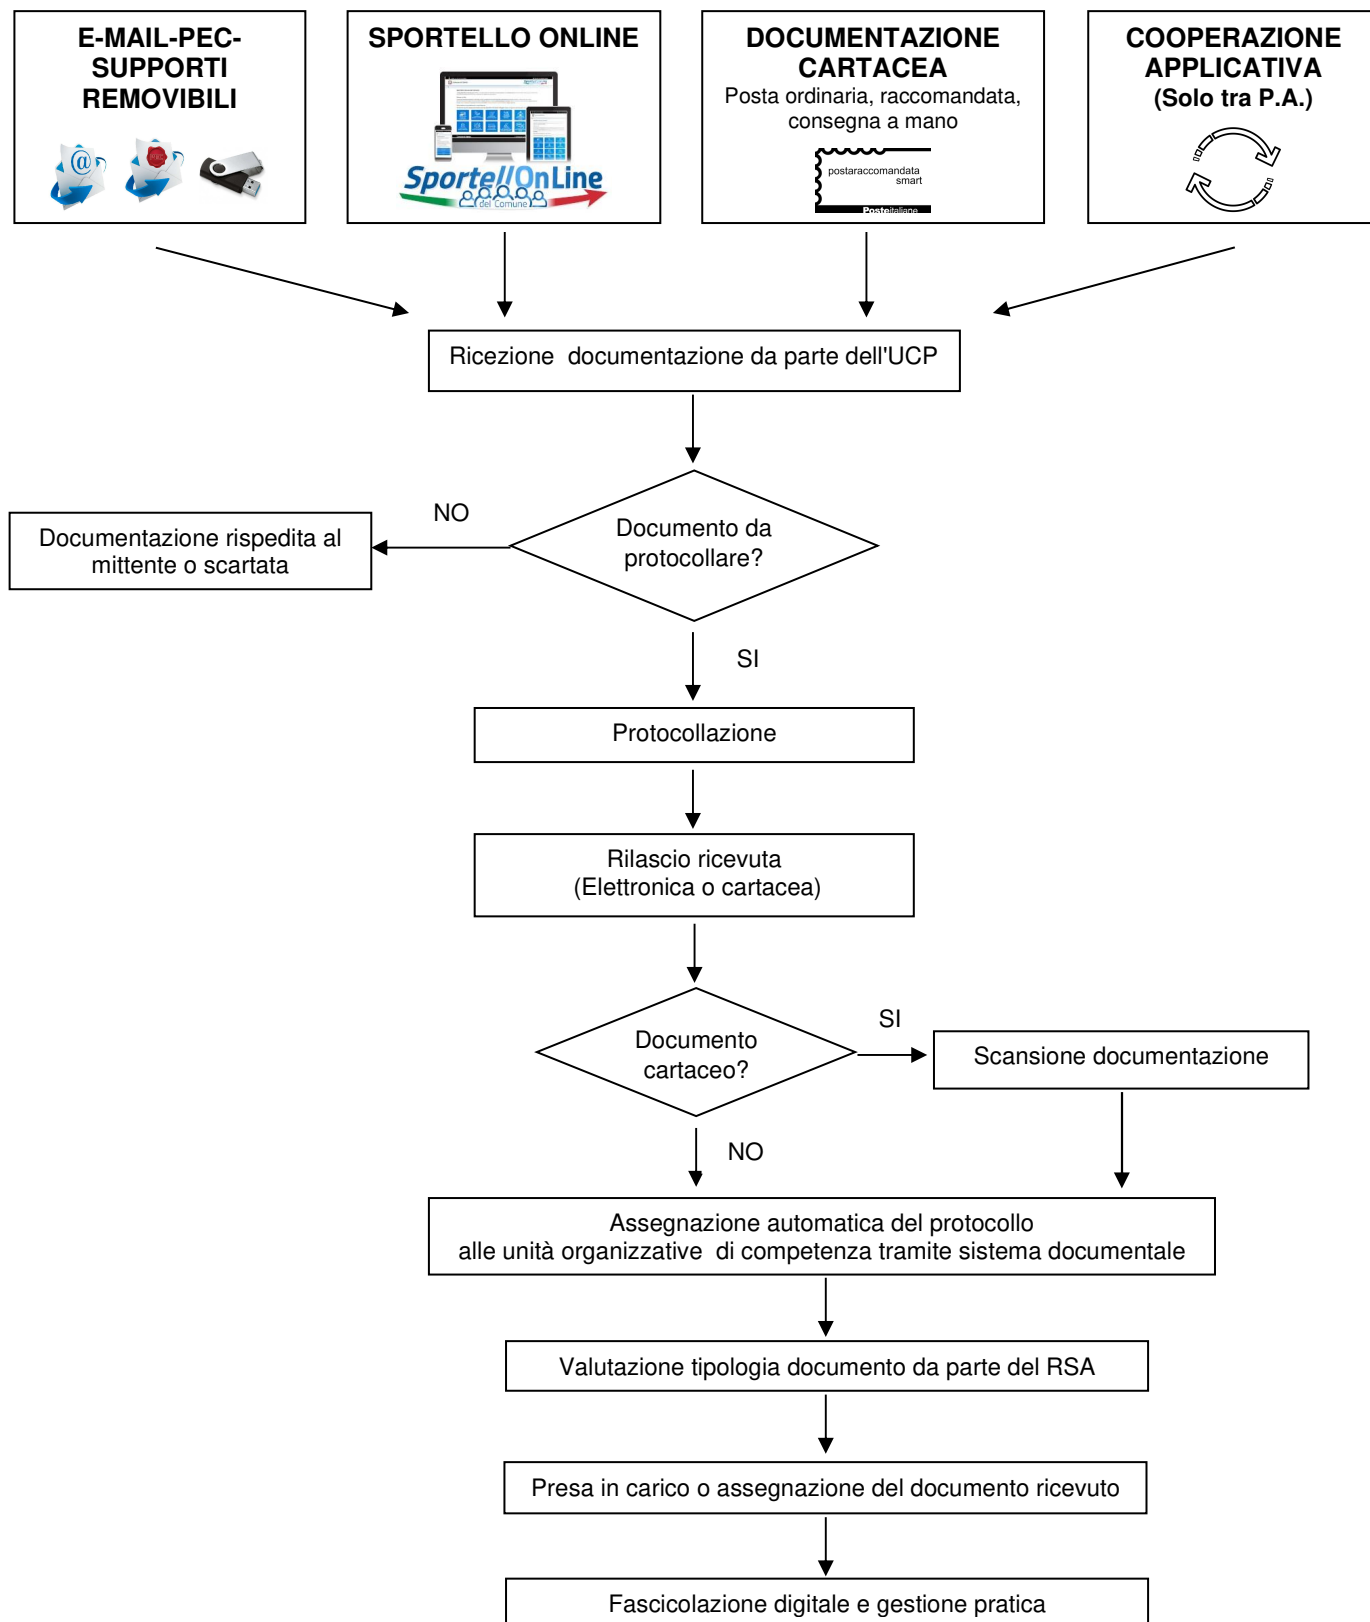 E-MAIL-PEC-
SUPPORTI
REMOVIBILI
@
PEC
SPORTELLO ONLINE
SportellOnLine
del Comune
DOCUMENTAZIONE
CARTACEA
Posta ordinaria, raccomandata,
consegna a mano
postaraccomandata
smart
Posteitaliane
COOPERAZIONE
APPLICATIVA
(Solo tra P.A.)
Ricezione documentazione da parte dell'UCP
NO
Documento da
protocollare?
Documentazione rispedita al
mittente o scartata
SI
Protocollazione
Rilascio ricevuta
(Elettronica o cartacea)
Documento
cartaceo?
SI
Scansione documentazione
NO
Assegnazione automatica del protocollo
alle unità organizzative di competenza tramite sistema documentale
Valutazione tipologia documento da parte del RSA
Presa in carico o assegnazione del documento ricevuto
Fascicolazione digitale e gestione pratica